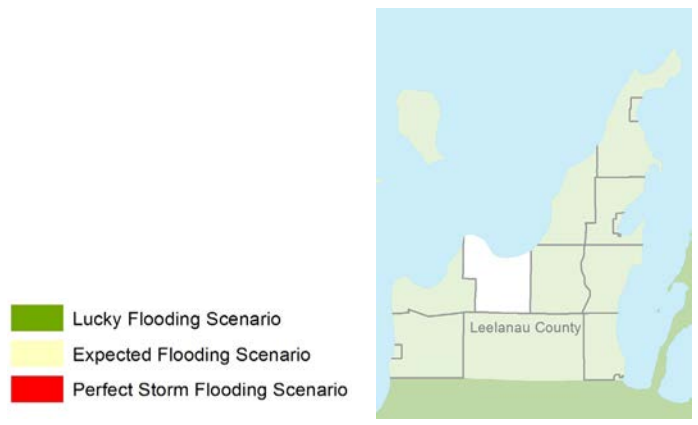 Lucky Flooding Scenario
Expected Flooding Scenario
Perfect Storm Flooding Scenario
Leelanau County